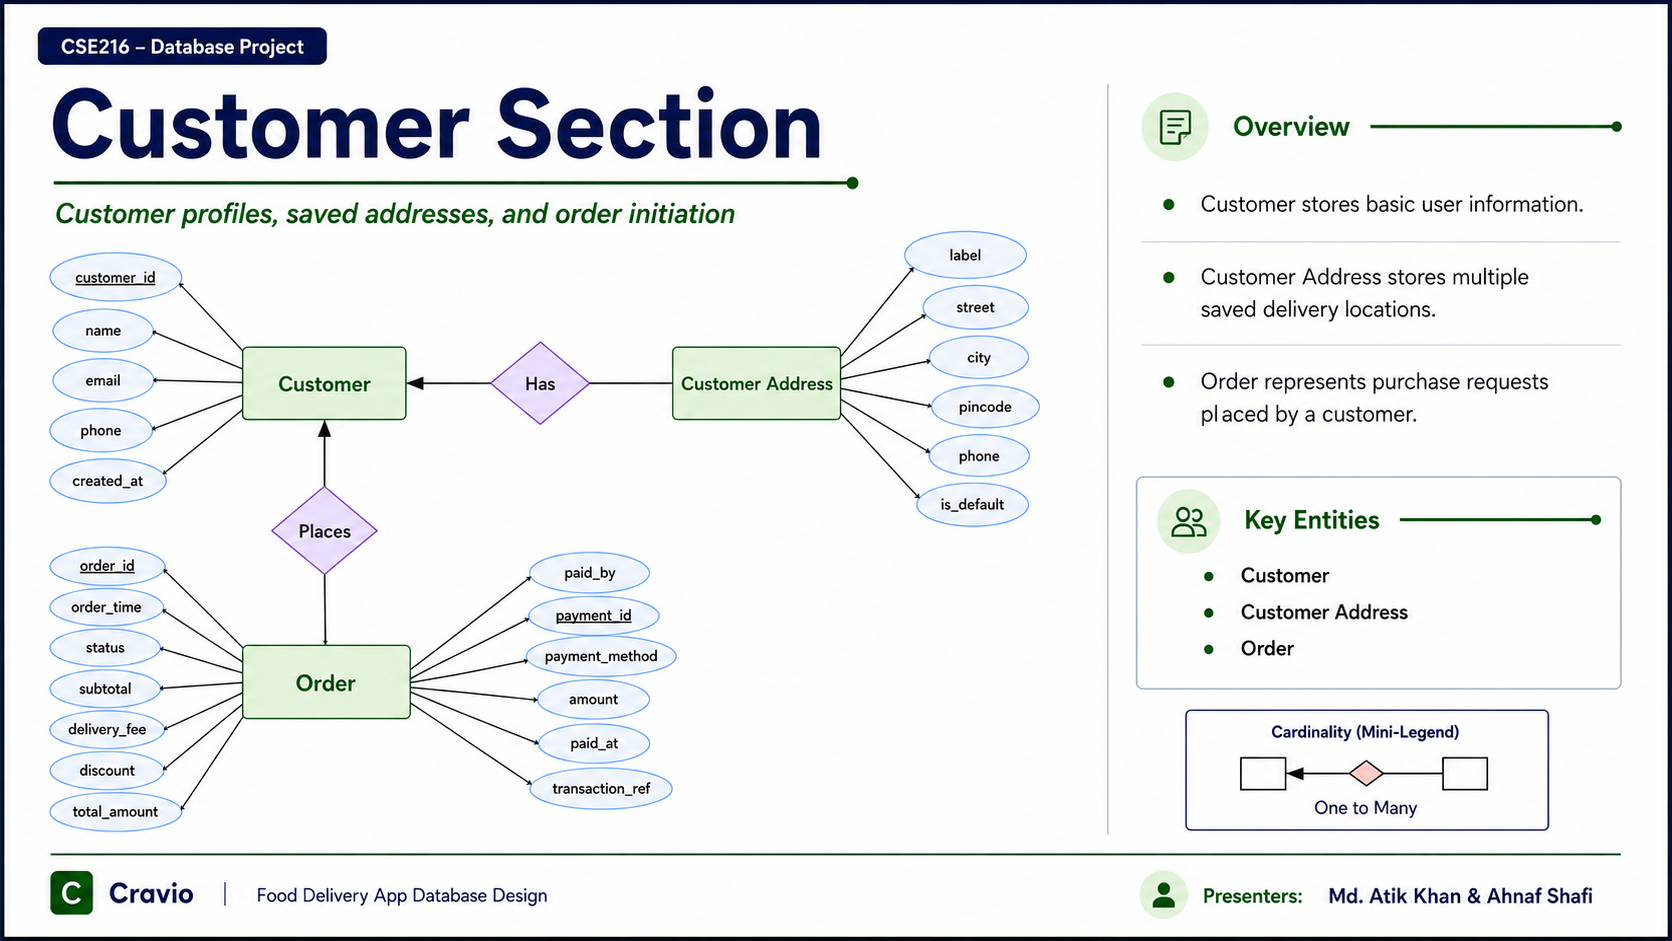 CSE216 – Database Project
Customer Section
Customer profiles, saved addresses, and order initiation
customer_id
name
email
phone
created_at
Customer
Has
Customer Address
label
street
city
pincode
phone
is_default
Places
order_id
order_time
status
subtotal
delivery_fee
discount
total_amount
Order
paid_by
payment_id
payment_method
amount
paid_at
transaction_ref
Overview
Customer stores basic user information.
Customer Address stores multiple
saved delivery locations.
Order represents purchase requests
placed by a customer.
Key Entities
Customer
Customer Address
Order
Cardinality (Mini-Legend)
One to Many
C
Cravio
Food Delivery App Database Design
Presenters: Md. Atik Khan & Ahnaf Shafi